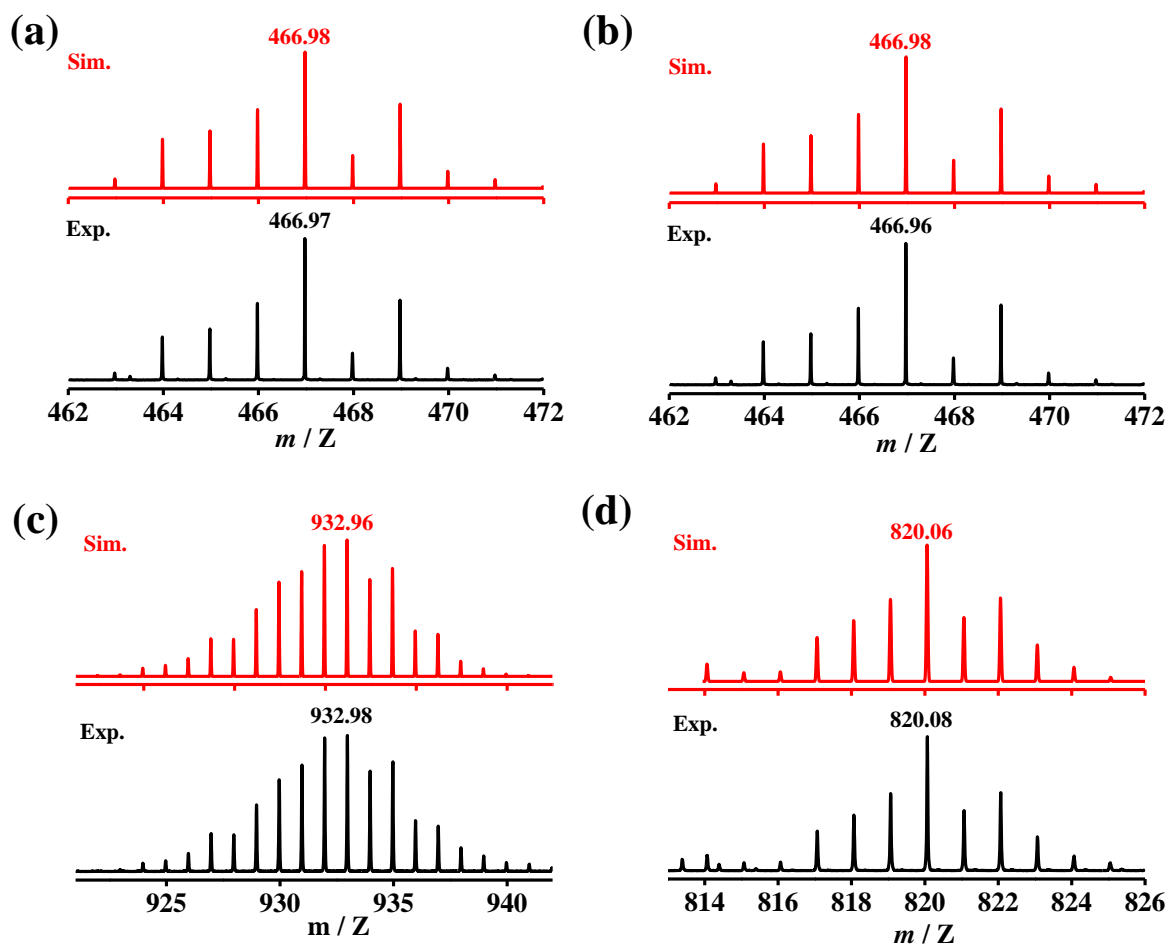 (a)
Sim.
466.98
Exp.
466.97
462 464 466 468 470 472
m / Z
(b)
Sim.
466.98
Exp.
466.96
462 464 466 468 470 472
m / Z
(c)
Sim.
932.96
Exp.
932.98
925 930 935 940
m / Z
(d)
Sim.
820.06
Exp.
820.08
814 816 818 820 822 824 826
m / Z